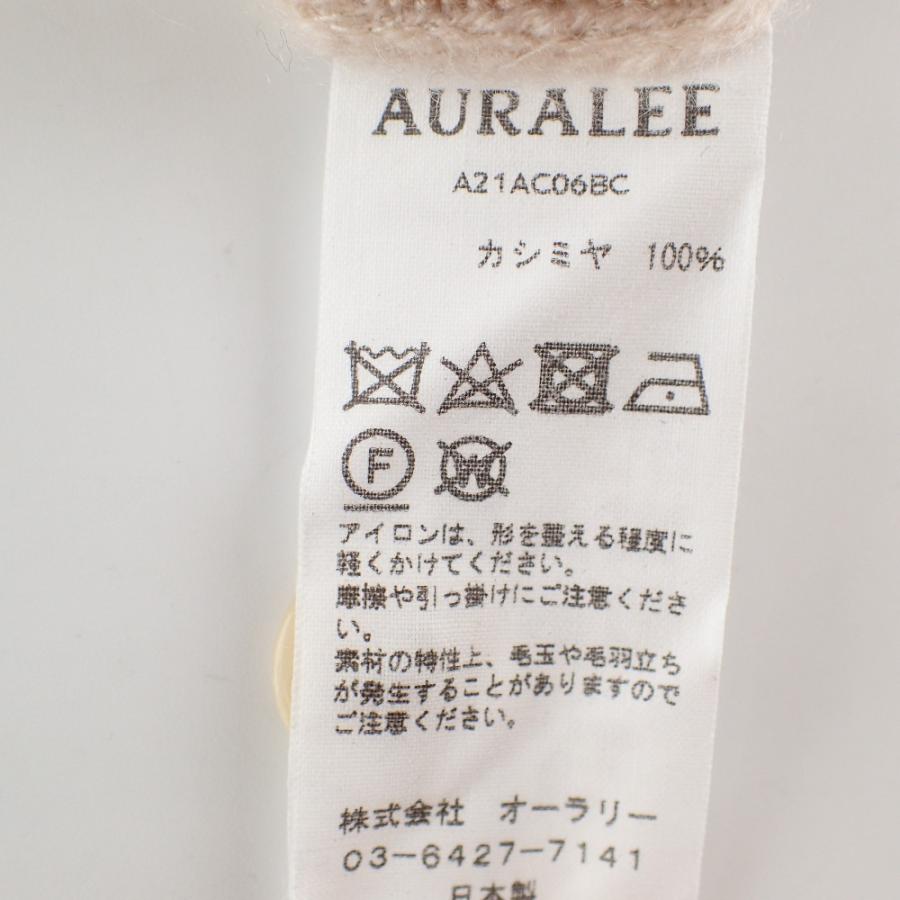 AURALEE
A21AC06BC
カシミヤ 100%
F
W
アイロンは、形を整える程度に
軽くかけてください。
摩擦や引っ掛けにご注意くださ
い。
素材の特性上、毛玉や毛羽立ち
が発生することがありますので
ご注意ください。
株式会社 オーラリー
03-6427-7141
日本製